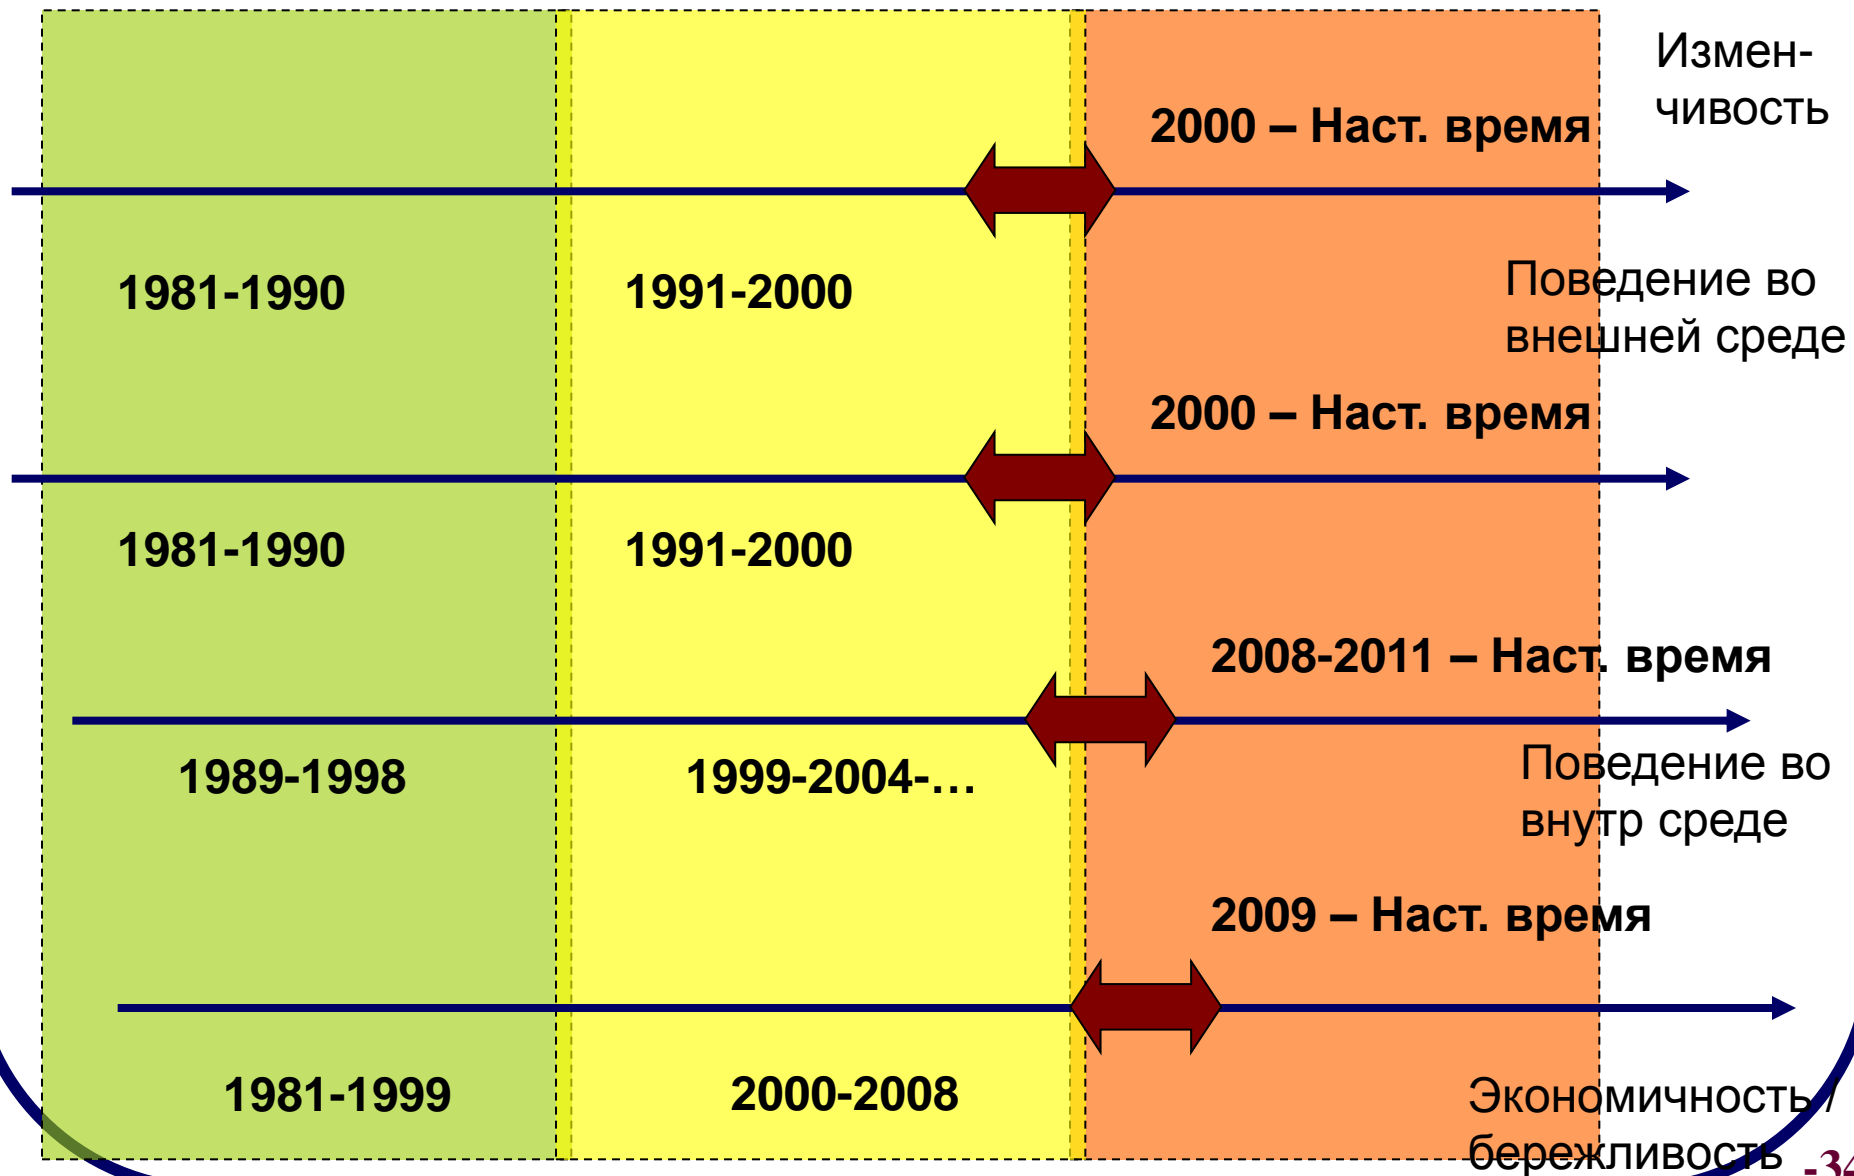 Измен-
чивость
2000 – Наст. время
1981-1990
1991-2000
Поведение во
внешней среде
2000 – Наст. время
1981-1990
1991-2000
2008-2011 – Наст. время
1989-1998
1999-2004-...
Поведение во
внутр среде
2009 – Наст. время
1981-1999
2000-2008
Экономичность /
бережливость